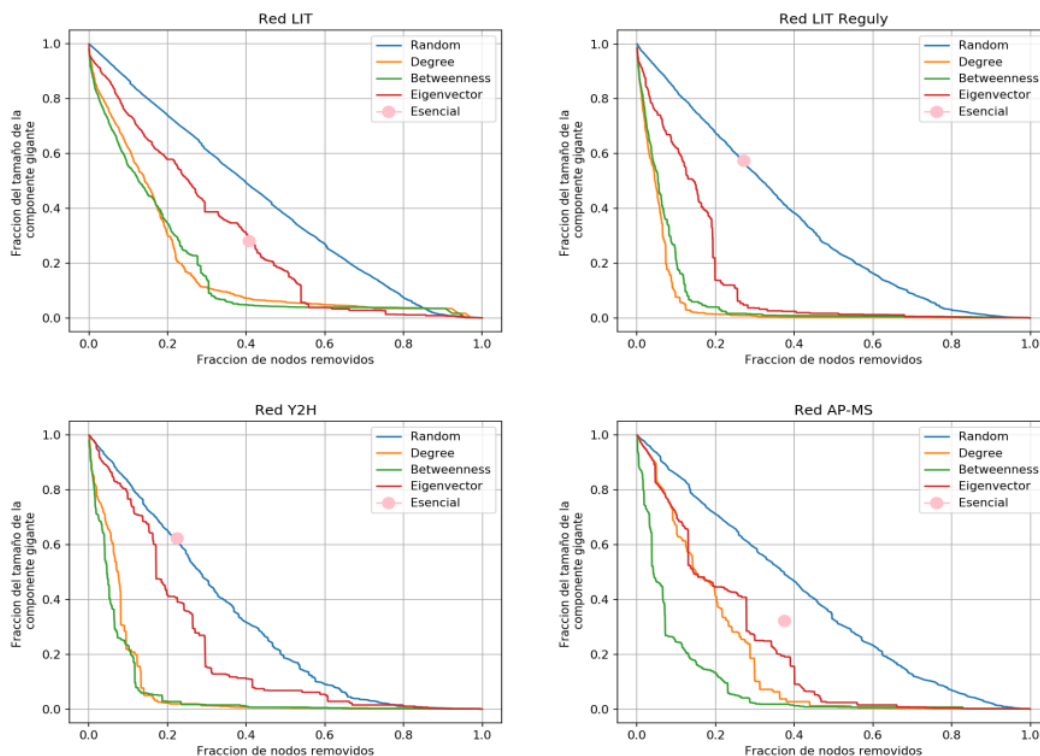 Red LIT
Fraccion del tamaño de la
componente gigante
1.0
0.8
0.6
0.4
0.2
0.0
Random
Degree
Betweenness
Eigenvector
Esencial
0.0 0.2 0.4 0.6 0.8 1.0
Fraccion de nodos removidos
Red LIT Reguly
Fraccion del tamaño de la
componente gigante
1.0
0.8
0.6
0.4
0.2
0.0
Random
Degree
Betweenness
Eigenvector
Esencial
0.0 0.2 0.4 0.6 0.8 1.0
Fraccion de nodos removidos
Red Y2H
Fraccion del tamaño de la
componente gigante
1.0
0.8
0.6
0.4
0.2
0.0
Random
Degree
Betweenness
Eigenvector
Esencial
0.0 0.2 0.4 0.6 0.8 1.0
Fraccion de nodos removidos
Red AP-MS
Fraccion del tamaño de la
componente gigante
1.0
0.8
0.6
0.4
0.2
0.0
Random
Degree
Betweenness
Eigenvector
Esencial
0.0 0.2 0.4 0.6 0.8 1.0
Fraccion de nodos removidos